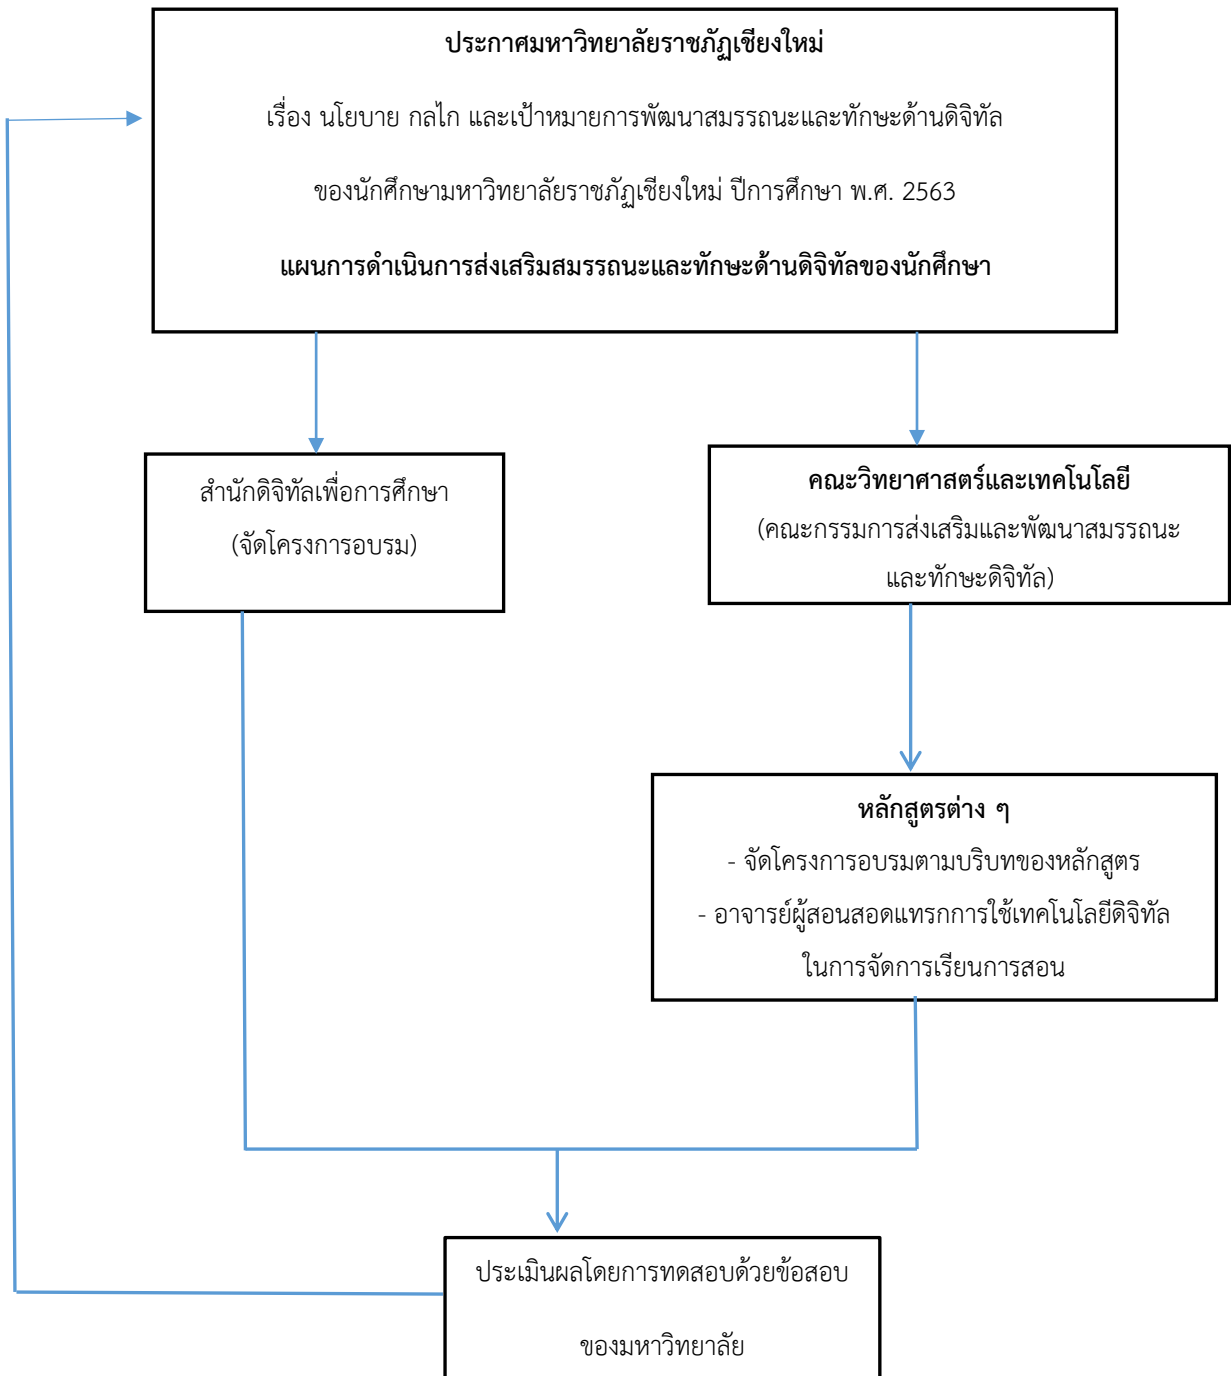 ประกาศมหาวิทยาลัยราชภัฏเชียงใหม่
เรื่อง นโยบาย กลไก และเป้าหมายการพัฒนาสมรรถนะและทักษะด้านดิจิทัล
ของนักศึกษามหาวิทยาลัยราชภัฏเชียงใหม่ ปีการศึกษา พ.ศ. 2563
แผนการดำเนินการส่งเสริมสมรรถนะและทักษะด้านดิจิทัลของนักศึกษา
สำนักดิจิทัลเพื่อการศึกษา
(จัดโครงการอบรม)
คณะวิทยาศาสตร์และเทคโนโลยี
(คณะกรรมการส่งเสริมและพัฒนาสมรรถนะ
และทักษะดิจิทัล)
หลักสูตรต่าง ๆ
- จัดโครงการอบรมตามบริบทของหลักสูตร
- อาจารย์ผู้สอนสอดแทรกการใช้เทคโนโลยีดิจิทัล
ในการจัดการเรียนการสอน
ประเมินผลโดยการทดสอบด้วยข้อสอบ
ของมหาวิทยาลัย